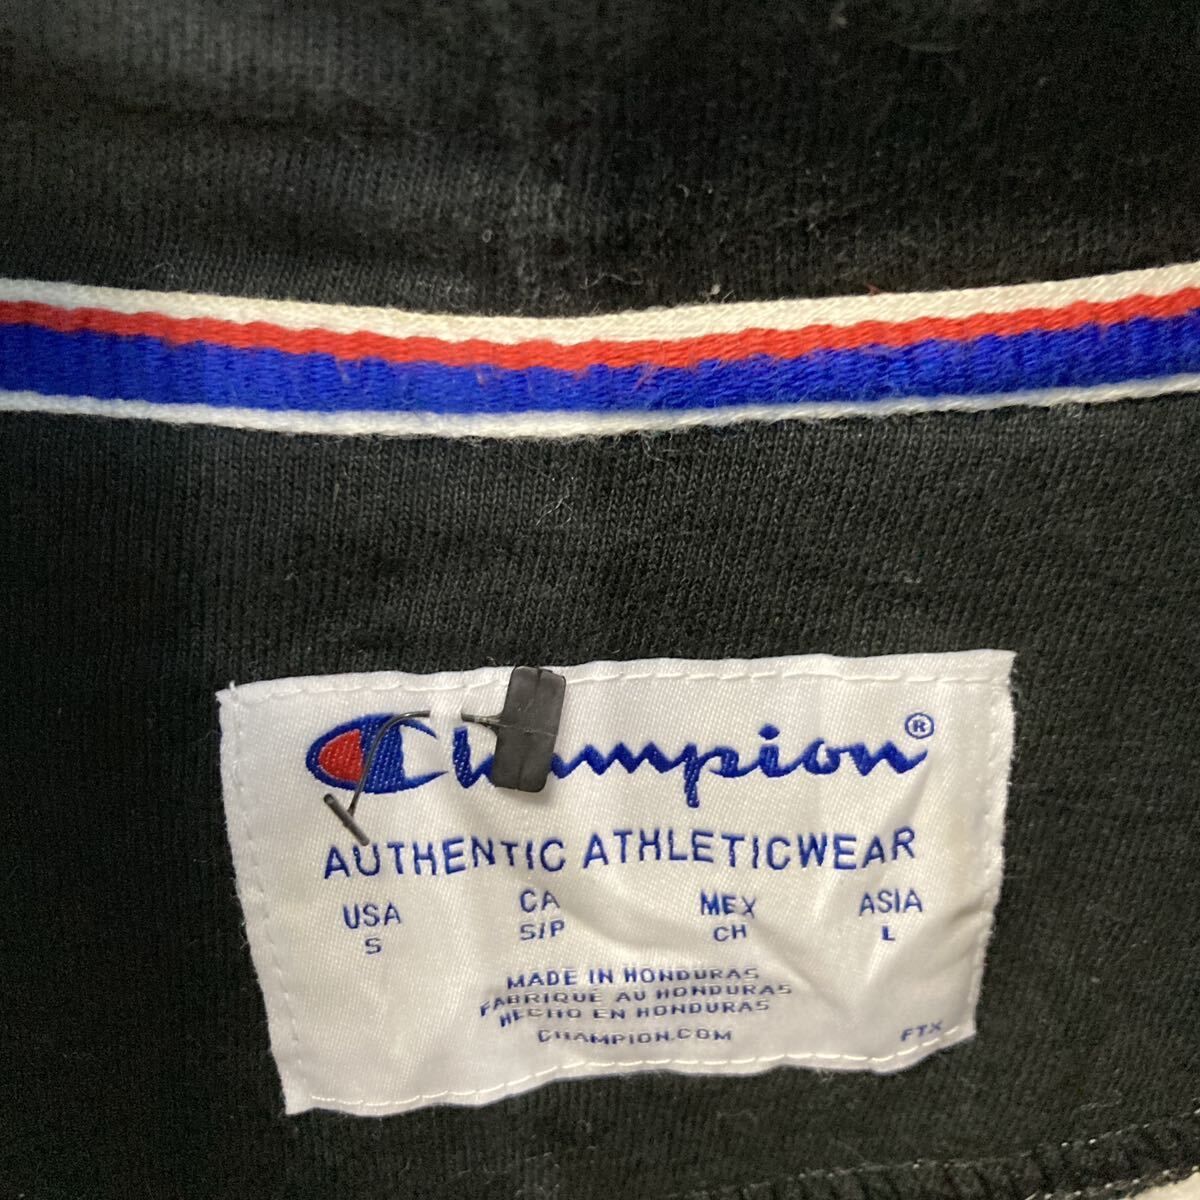 Champion®
AUTHENTIC ATHLETICWEAR
USA CA MEX ASIA
S S/P CH L
MADE IN HONDURAS
FABRIQUÉ AU HONDURAS
HECHO EN HONDURAS
CHAMPION.COM
FTX